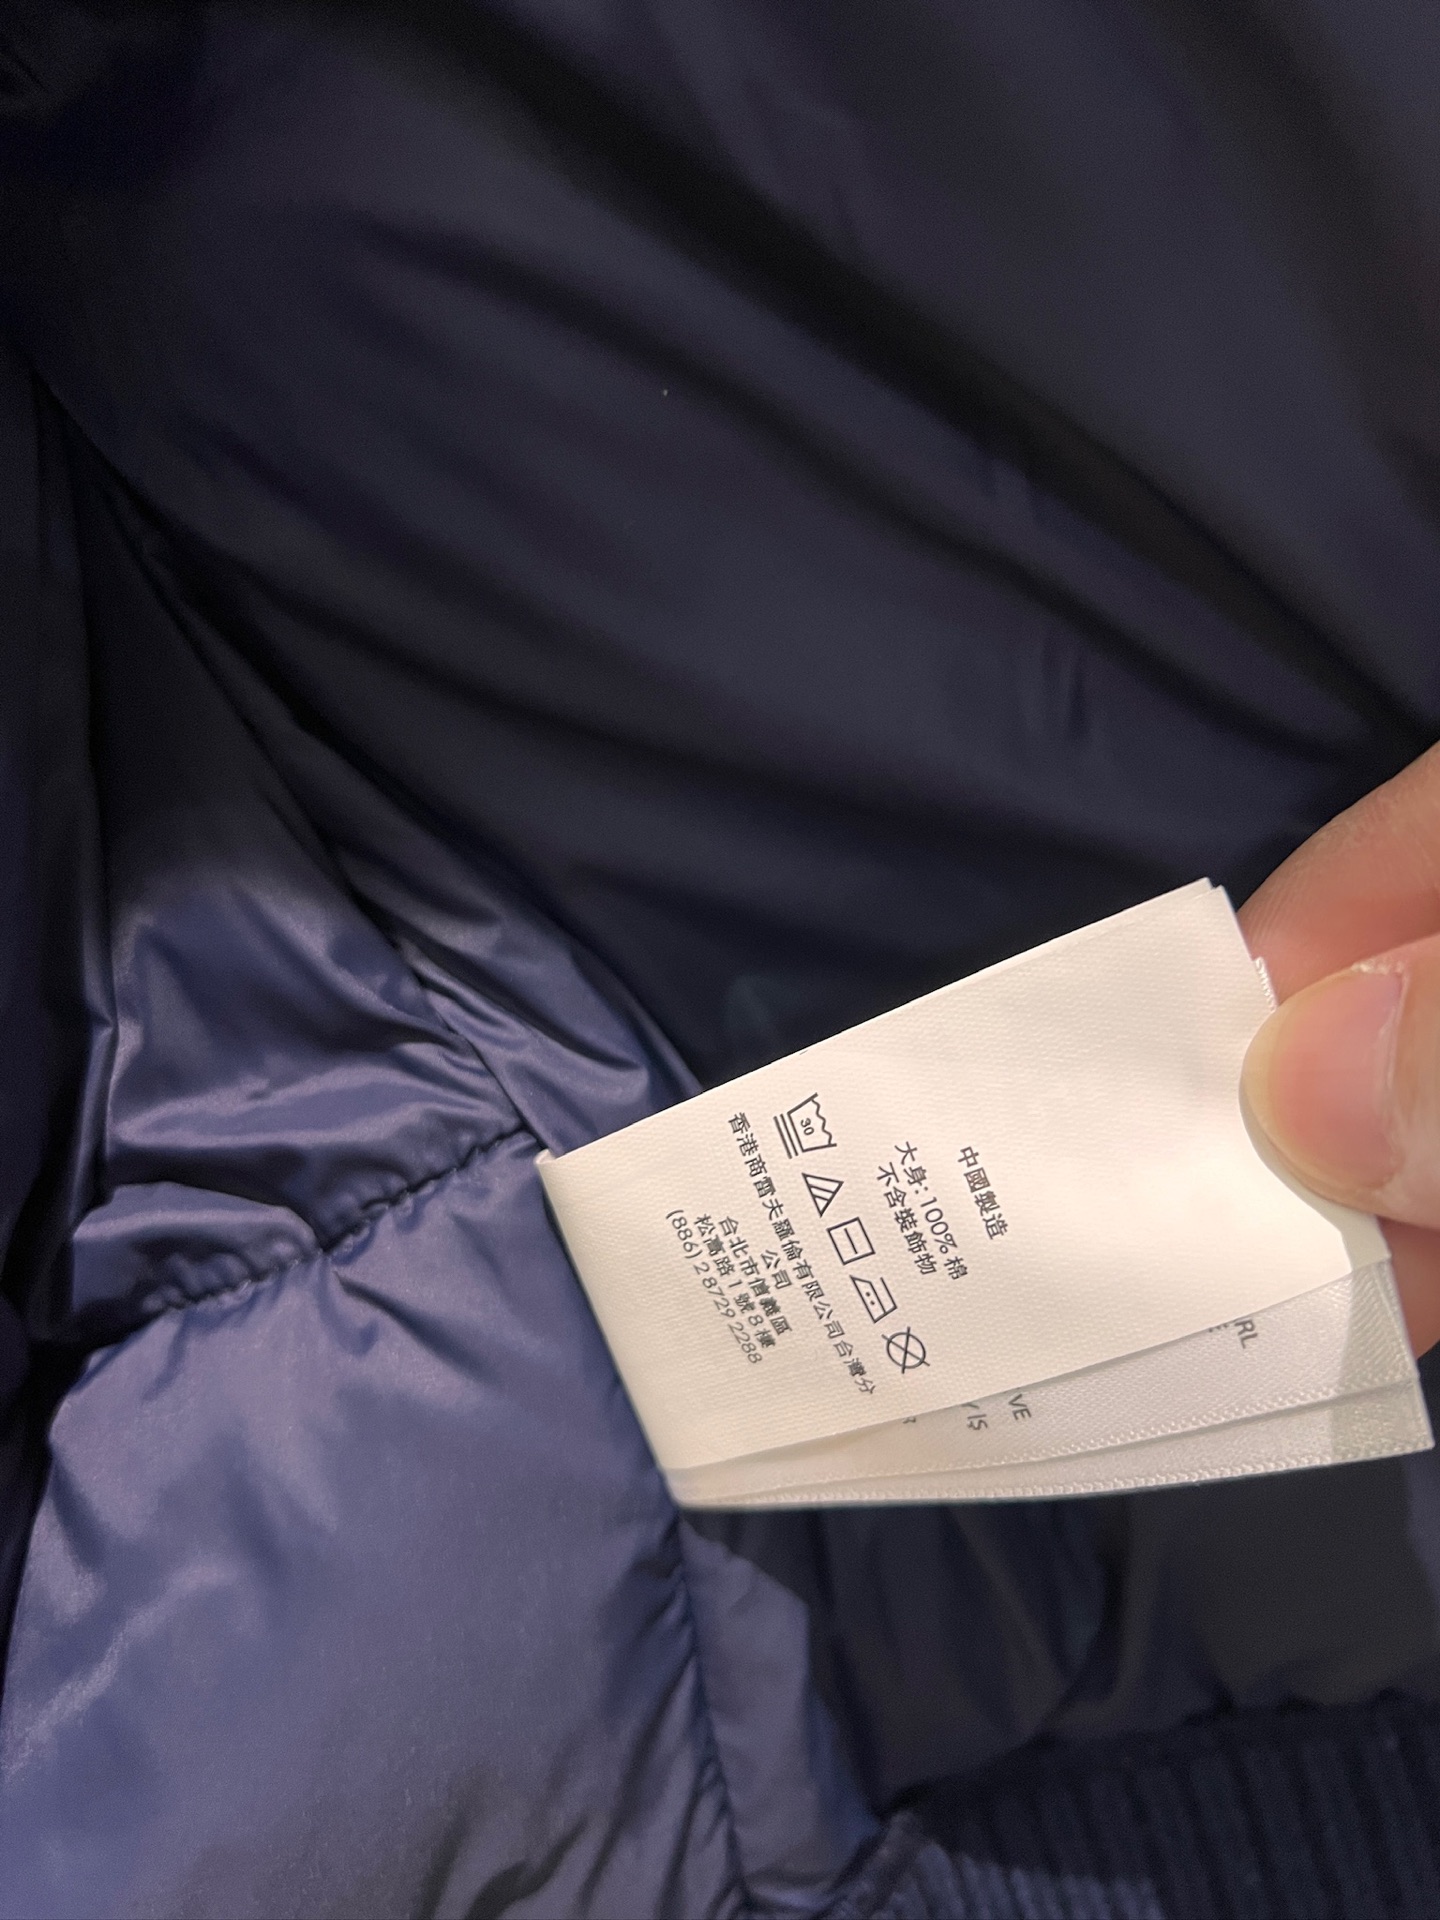 中國製造
大身: 100% 棉
不含裝飾物
30
香港商雷夫羅倫有限公司台灣分
公司
台北市信義區
松高路 1 號 8 樓
(886) 2 8729 2288
RL
VE
IS